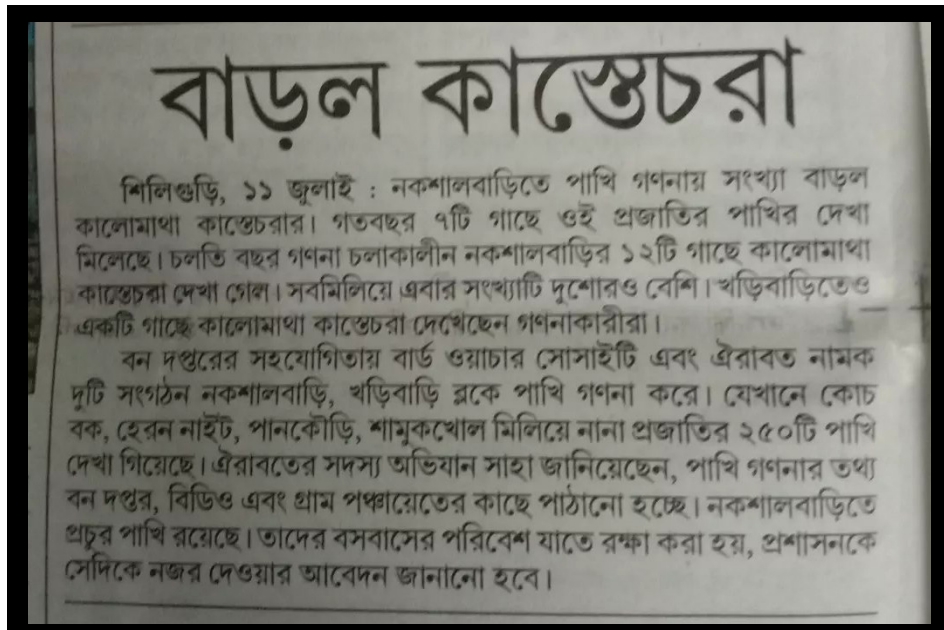 বাড়ল কাস্তেচরা
শিলিগুড়ি, ১১ জুলাই : নকশালবাড়িতে পাখি গণনায় সংখ্যা বাড়ল
কালোমাথা কাস্তেচরার। গতবছর ৭টি গাছে ওই প্রজাতির পাখির দেখা
মিলেছে। চলতি বছর গণনা চলাকালীন নকশালবাড়ির ১২টি গাছে কালোমাথা
কাস্তেচরা দেখা গেল। সবমিলিয়ে এবার সংখ্যাটি দুশোরও বেশি। খড়িবাড়িতেও
একটি গাছে কালোমাথা কাস্তেচরা দেখেছেন গণনাকারীরা।
বন দপ্তরের সহযোগিতায় বার্ড ওয়াচার সোসাইটি এবং ঐরাবত নামক
দুটি সংগঠন নকশালবাড়ি, খড়িবাড়ি ব্লকে পাখি গণনা করে। যেখানে কোচ
বক, হেরন নাইট, পানকৌড়ি, শামুকখোল মিলিয়ে নানা প্রজাতির ২৫০টি পাখি
দেখা গিয়েছে। ঐরাবতের সদস্য অভিযান সাহা জানিয়েছেন, পাখি গণনার তথ্য
বন দপ্তর, বিডিও এবং গ্রাম পঞ্চায়েতের কাছে পাঠানো হচ্ছে। নকশালবাড়িতে
প্রচুর পাখি রয়েছে। তাদের বসবাসের পরিবেশ যাতে রক্ষা করা হয়, প্রশাসনকে
সেদিকে নজর দেওয়ার আবেদন জানানো হবে।